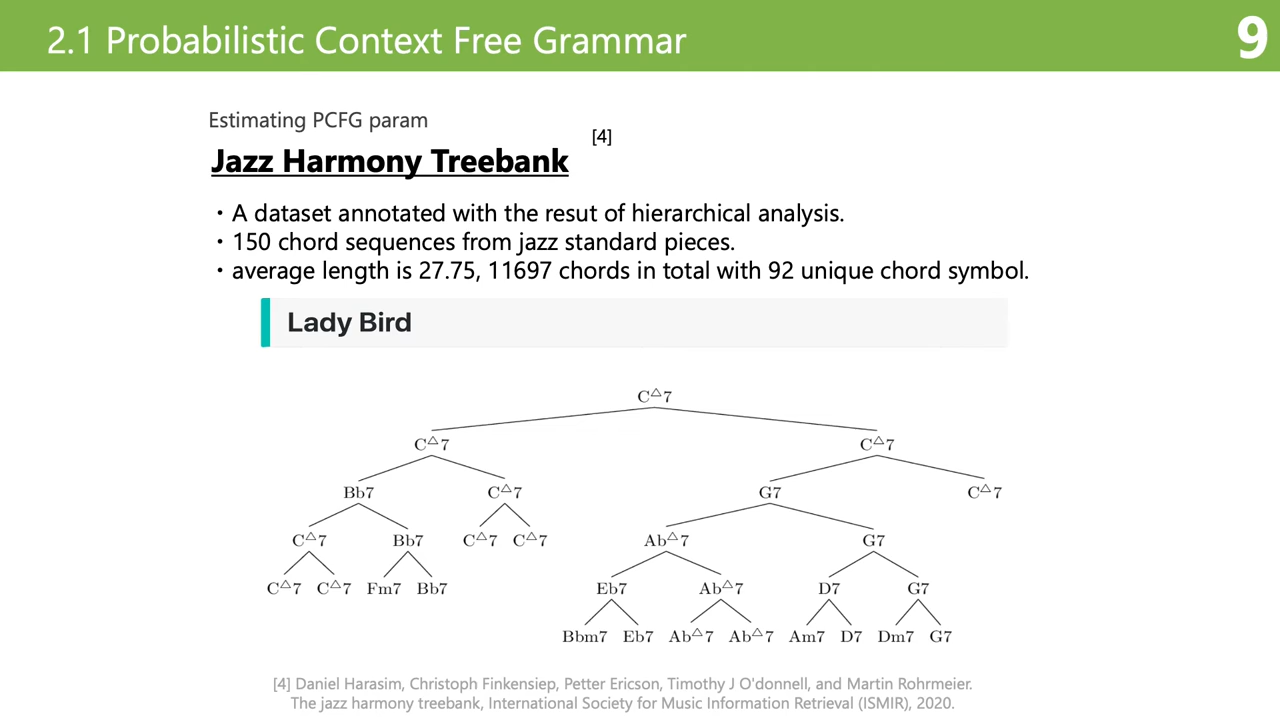 2.1 Probabilistic Context Free Grammar
9
Estimating PCFG param
[4]
Jazz Harmony Treebank
・A dataset annotated with the resut of hierarchical analysis.
・150 chord sequences from jazz standard pieces.
・average length is 27.75, 11697 chords in total with 92 unique chord symbol.
Lady Bird
C△7
C△7 C△7
Bb7 C△7 G7 C△7
C△7 Bb7 C△7 C△7 Ab△7 G7
C△7 C△7 Fm7 Bb7 Eb7 Ab△7 D7 G7
Bbm7 Eb7 Ab△7 Ab△7 Am7 D7 Dm7 G7
[4] Daniel Harasim, Christoph Finkensiep, Petter Ericson, Timothy J O'donnell, and Martin Rohrmeier.
The jazz harmony treebank, International Society for Music Information Retrieval (ISMIR), 2020.